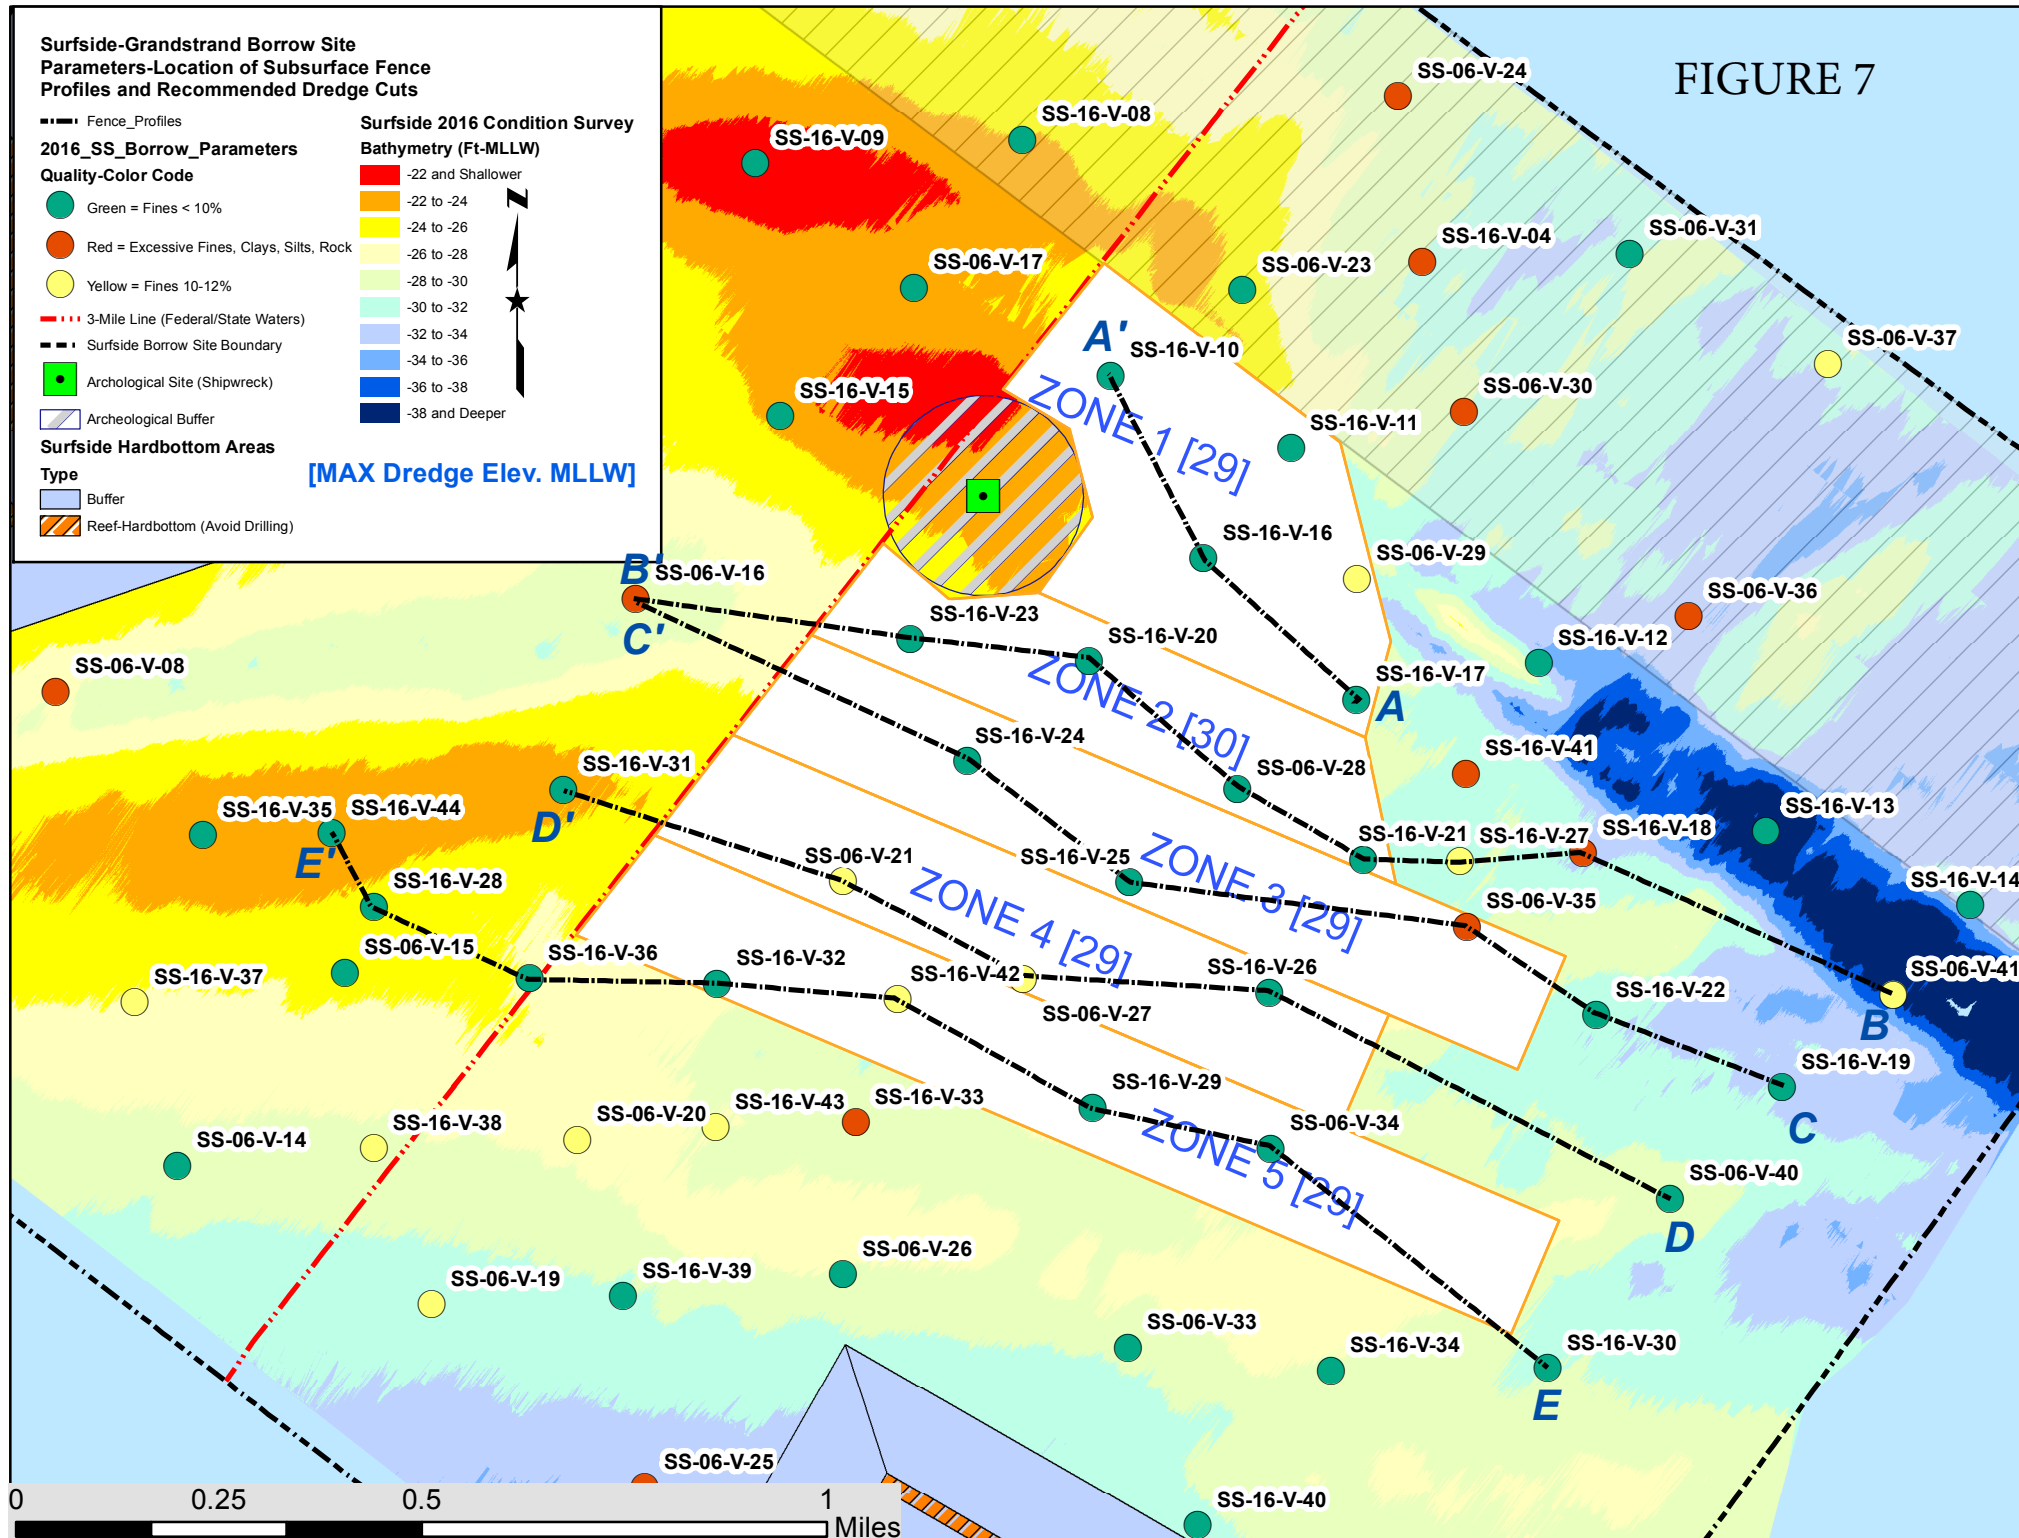 Surfside-Grandstrand Borrow Site
Parameters-Location of Subsurface Fence
Profiles and Recommended Dredge Cuts
Fence_Profiles
2016_SS_Borrow_Parameters
Quality-Color Code
Green = Fines < 10%
Red = Excessive Fines, Clays, Silts, Rock
Yellow = Fines 10-12%
3-Mile Line (Federal/State Waters)
Surfside Borrow Site Boundary
Archological Site (Shipwreck)
Archeological Buffer
Surfside Hardbottom Areas
Type
Buffer
Reef-Hardbottom (Avoid Drilling)
Surfside 2016 Condition Survey
Bathymetry (Ft-MLLW)
-22 and Shallower
-22 to -24
-24 to -26
-26 to -28
-28 to -30
-30 to -32
-32 to -34
-34 to -36
-36 to -38
-38 and Deeper
N
[MAX Dredge Elev. MLLW]
FIGURE 7
SS-06-V-24
SS-16-V-08
SS-16-V-09
SS-16-V-04
SS-06-V-31
SS-06-V-17
SS-06-V-23
A'
SS-16-V-10
SS-06-V-37
SS-16-V-15
ZONE 1 [29]
SS-16-V-11
SS-06-V-30
SS-16-V-16
SS-06-V-29
B'
SS-06-V-16
C'
SS-16-V-23
SS-16-V-20
SS-06-V-36
SS-16-V-12
SS-06-V-08
SS-16-V-17
A
ZONE 2 [30]
SS-16-V-24
SS-16-V-41
SS-16-V-31
D'
SS-06-V-28
SS-16-V-13
SS-16-V-35
SS-16-V-44
E'
SS-16-V-21
SS-16-V-27
SS-16-V-18
SS-06-V-21
SS-16-V-25
ZONE 3 [29]
SS-16-V-28
SS-16-V-14
SS-06-V-35
ZONE 4 [29]
SS-06-V-15
SS-16-V-36
SS-16-V-32
SS-16-V-42
SS-16-V-26
SS-06-V-41
B
SS-16-V-37
SS-06-V-27
SS-16-V-22
SS-16-V-19
C
SS-16-V-29
SS-16-V-33
SS-16-V-43
SS-06-V-20
SS-16-V-38
SS-06-V-14
SS-06-V-34
ZONE 5 [29]
SS-06-V-40
D
SS-06-V-26
SS-16-V-39
SS-06-V-19
SS-06-V-33
SS-16-V-34
SS-16-V-30
E
SS-06-V-25
SS-16-V-40
0 0.25 0.5 1
Miles